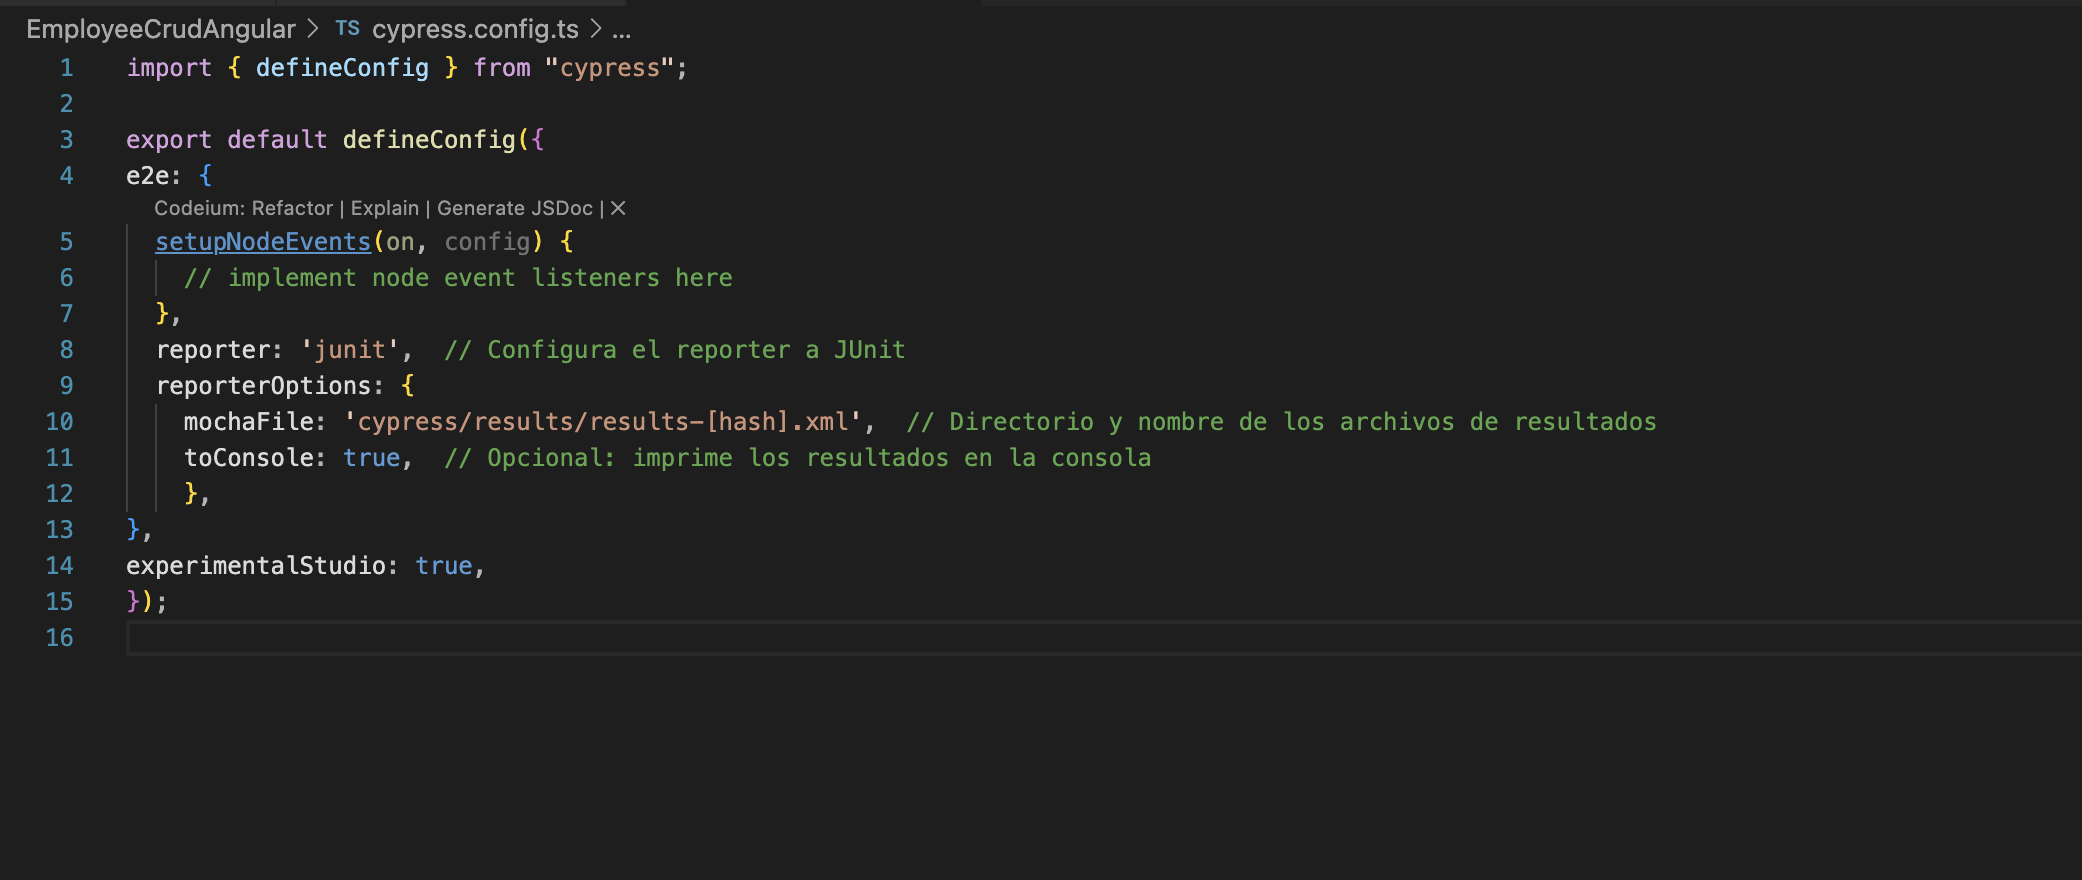 EmployeeCrudAngular > TS cypress.config.ts > ...
1 import { defineConfig } from "cypress";
2
3 export default defineConfig({
4 e2e: {
Codeium: Refactor | Explain | Generate JSDoc | ×
5 setupNodeEvents(on, config) {
6 // implement node event listeners here
7 },
8 reporter: 'junit', // Configura el reporter a JUnit
9 reporterOptions: {
10 mochaFile: 'cypress/results/results-[hash].xml', // Directorio y nombre de los archivos de resultados
11 toConsole: true, // Opcional: imprime los resultados en la consola
12 },
13 },
14 experimentalStudio: true,
15 });
16